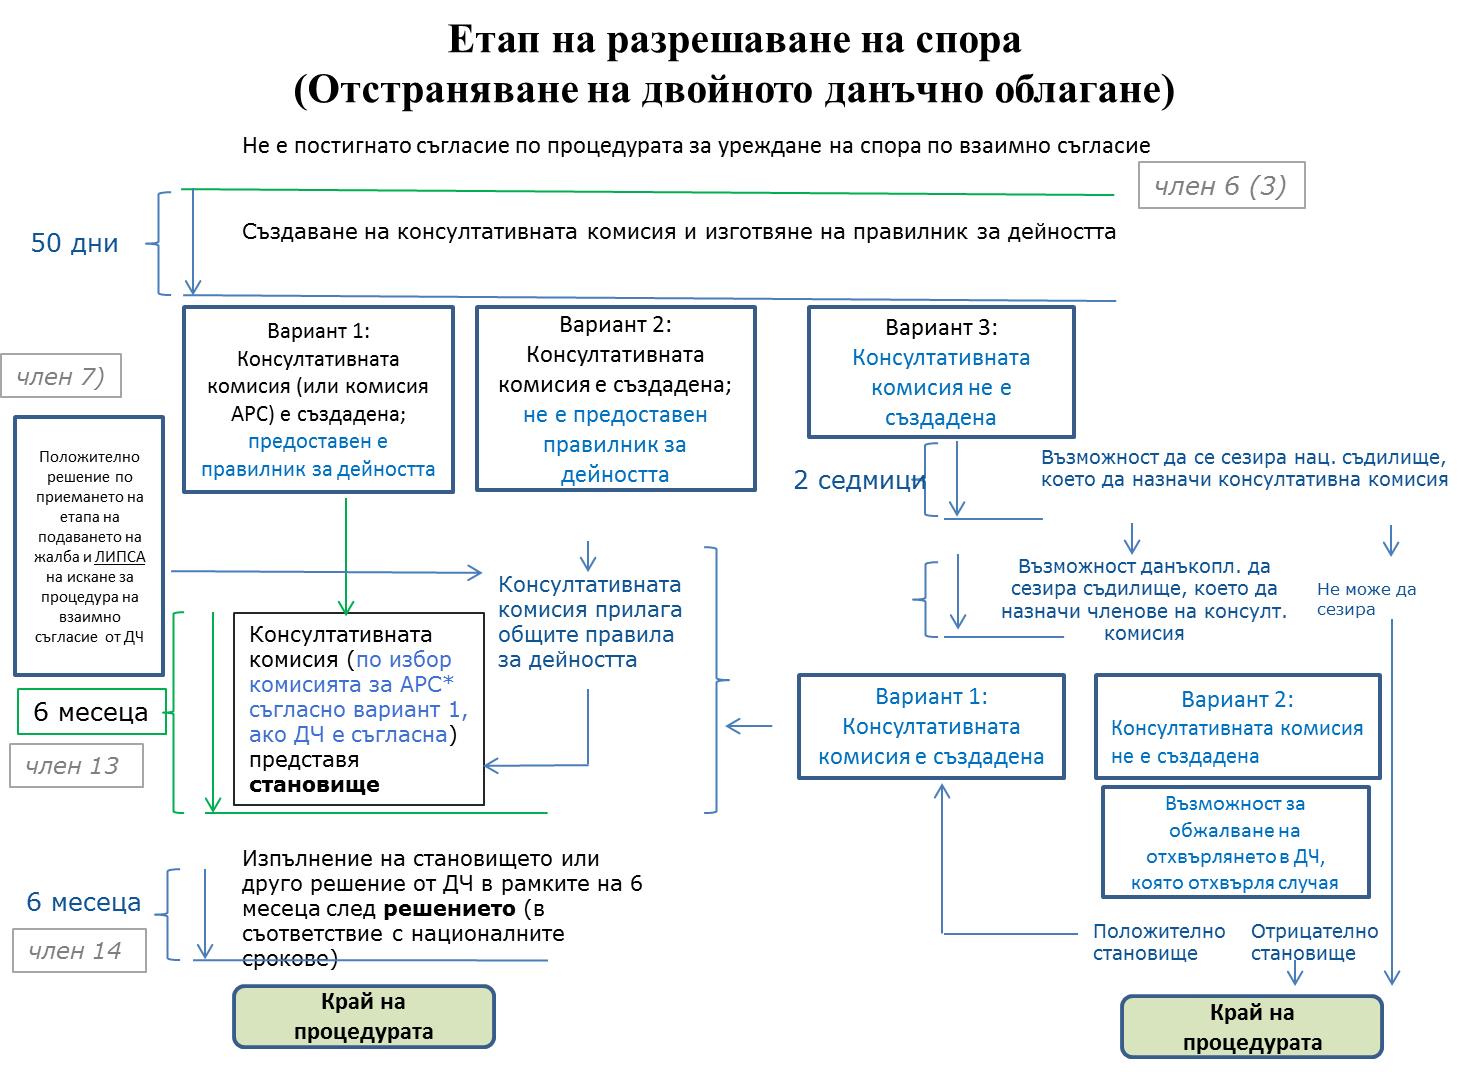 Етап на разрешаване на спора
(Отстраняване на двойното данъчно облагане)
Не е постигнато съгласие по процедурата за уреждане на спора по взаимно съгласие
член 6 (3)
50 дни
Създаване на консултативната комисия и изготвяне на правилник за дейността
член 7)
Вариант 1:
Консултативната
комисия (или комисия
АРС) е създадена;
предоставен е
правилник за дейността
Вариант 2:
Консултативната
комисия е създадена;
не е предоставен
правилник за
дейността
Вариант 3:
Консултативната
комисия не е
създадена
Положително
решение по
приемането на
етапа на
подаването на
жалба и ЛИПСА
на искане за
процедура на
взаимно
съгласие от ДЧ
2 седмици
Възможност да се сезира нац. съдилище,
което да назначи консултативна комисия
Възможност данъкопл. да
сезира съдилище, което да
назначи членове на консулт.
комисия
Не може да
сезира
Консултативната
комисия прилага
общите правила
за дейността
6 месеца
член 13
Консултативната
комисия (по избор
комисията за АРС*
съгласно вариант 1,
ако ДЧ е съгласна)
представя
становище
Вариант 1:
Консултативната
комисия е създадена
Вариант 2:
Консултативната комисия
не е създадена
Възможност за
обжалване на
отхвърлянето в ДЧ,
която отхвърля случая
6 месеца
член 14
Изпълнение на становището или
друго решение от ДЧ в рамките на 6
месеца след решението (в
съответствие с националните
срокове)
Положително
становище
Отрицателно
становище
Край на
процедурата
Край на
процедурата